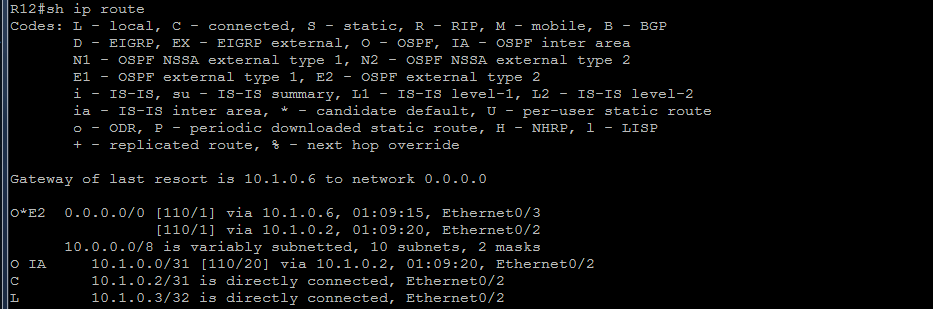 R12#sh ip route
Codes: L - local, C - connected, S - static, R - RIP, M - mobile, B - BGP
       D - EIGRP, EX - EIGRP external, O - OSPF, IA - OSPF inter area
       N1 - OSPF NSSA external type 1, N2 - OSPF NSSA external type 2
       E1 - OSPF external type 1, E2 - OSPF external type 2
       i - IS-IS, su - IS-IS summary, L1 - IS-IS level-1, L2 - IS-IS level-2
       ia - IS-IS inter area, * - candidate default, U - per-user static route
       o - ODR, P - periodic downloaded static route, H - NHRP, l - LISP
       + - replicated route, % - next hop override
Gateway of last resort is 10.1.0.6 to network 0.0.0.0
O*E2  0.0.0.0/0 [110/1] via 10.1.0.6, 01:09:15, Ethernet0/3
                [110/1] via 10.1.0.2, 01:09:20, Ethernet0/2
      10.0.0.0/8 is variably subnetted, 10 subnets, 2 masks
O IA     10.1.0.0/31 [110/20] via 10.1.0.2, 01:09:20, Ethernet0/2
C        10.1.0.2/31 is directly connected, Ethernet0/2
L        10.1.0.3/32 is directly connected, Ethernet0/2